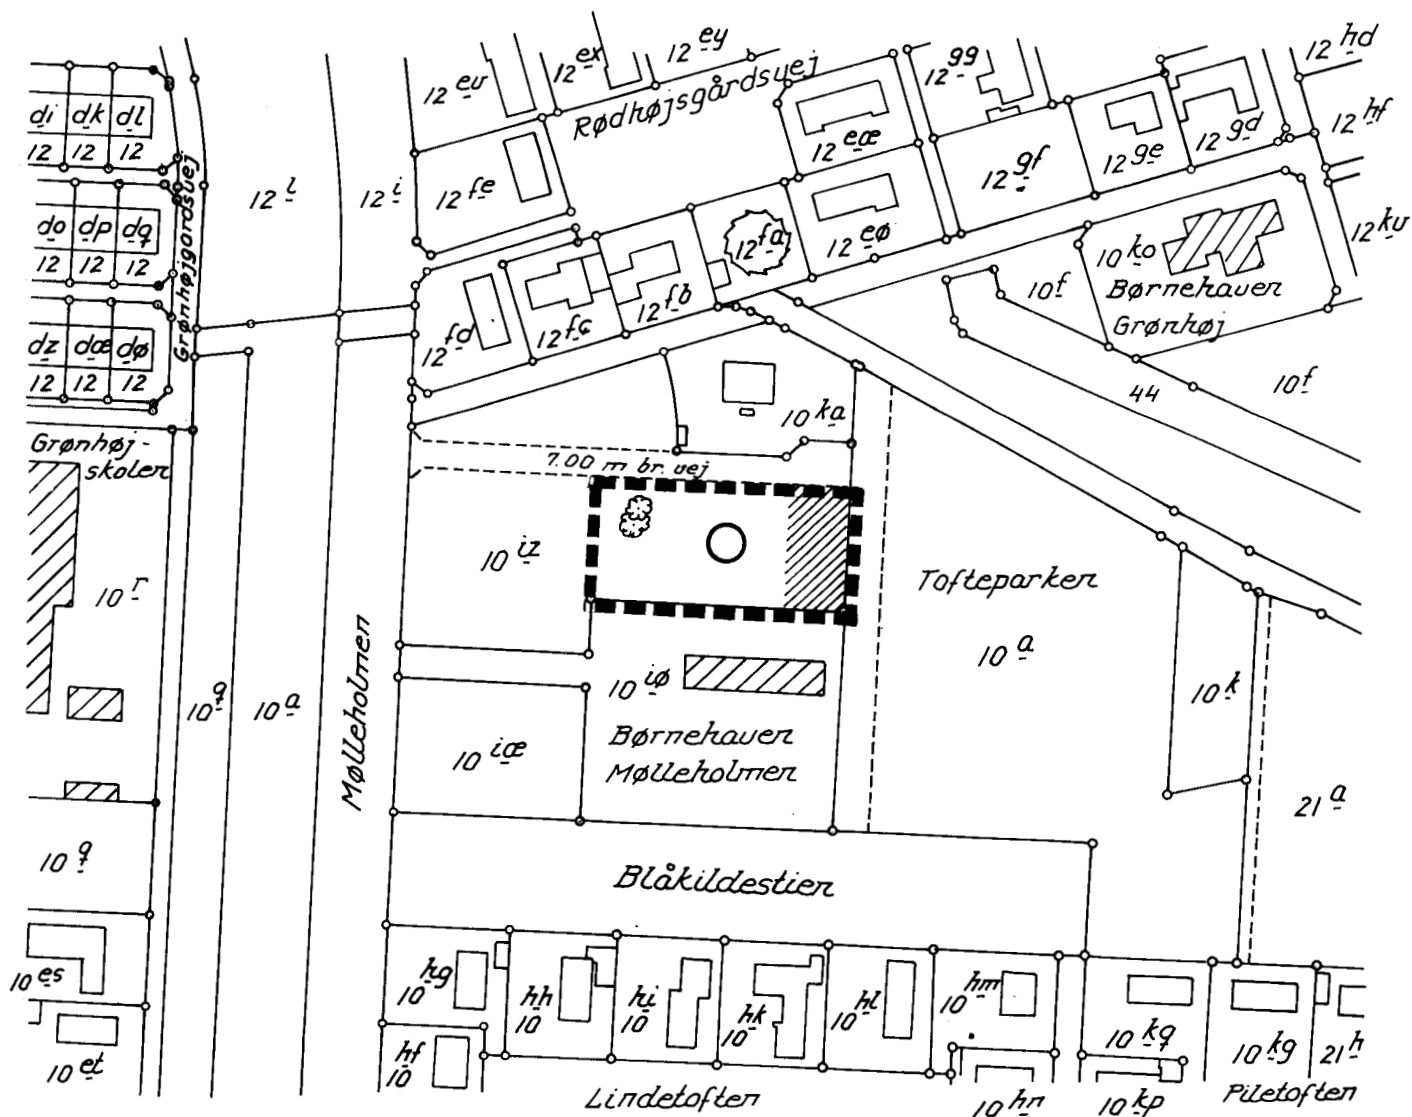 12 ev
12 ex
12 ey
Rødhøjsgårdsvej
12 gg
12 hd
di dk dl
12 12 12
12 l
12 i
12 fe
12 eæ
12 gf
12 ge
12 gd
12 hf
do dp dq
12 12 12
Grønhøjgardsvej
12 fa
12 eø
10 ko
Børnehaven
Grønhøj
12 ku
dz dæ dø
12 12 12
12 fd
12 fc
12 fb
10 f
44
10 f
Grønhøj-
skolen
10 ka
7.00 m br. vej
10 r
10 iz
Tofteparken
10 a
10 q
10 a
Mølleholmen
10 iø
10 k
10 iæ
Børnehaven
Mølleholmen
21 a
10 q
Blåkildestien
10 es
10 hg
hh
10
hi
10
10 hk
10 hl
10 hm
10 kq
10 kg
21 h
10 et
hf
10
Lindetoften
10 hn
10 kp
Piletoften